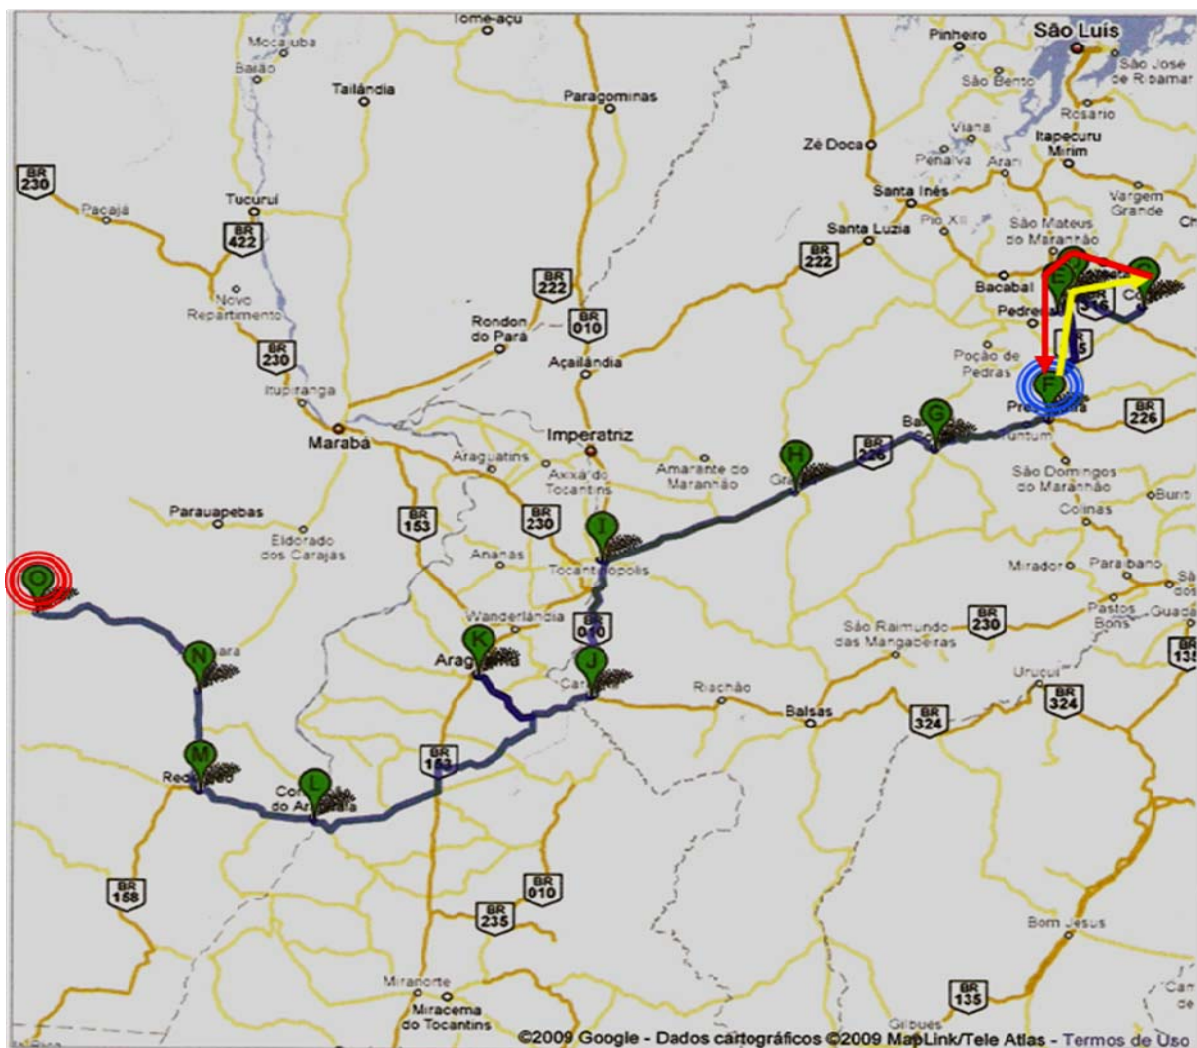 Tomé-açu
Mocajuba
Baião
Tailândia
Paragominas
Pinheiro
São Luís
São José
de Ribamar
São Bento
Rosario
Viana
Zé Doca
Penalva
Arari
Itapecuru
Mirim
BR
230
Pacajá
Tucuruí
BR
422
Santa Inês
Pio XII
Vargem
Grande
São Mateus
do Maranhão
Santa Luzia
BR
222
Bacabal
Novo
Repartimento
BR
222
BR
010
Rondon
do Pará
BR
230
Açailândia
Poção de
Pedras
E
F
Itupiranga
Marabá
Imperatriz
G
BR
226
BR
226
Araguatins
Axixá do
Tocantins
Amarante do
Maranhão
H
São Domingos
do Maranhão
Buriti
Parauapebas
Eldorado
dos Carajás
BR
153
BR
230
I
Colinas
Ananás
Tocantinópolis
Mirador
Paraibano
O
Pastos
Bons
Wanderlândia
BR
010
São Raimundo
das Mangabeiras
BR
230
BR
135
N
K
J
Riachão
Balsas
Uruçuí
BR
324
BR
324
M
L
BR
153
BR
158
BR
010
BR
235
Bom Jesus
Miranorte
Miracema
do Tocantins
BR
135
Gilbués
©2009 Google - Dados cartográficos ©2009 MapLink/Tele Atlas - Termos de Uso